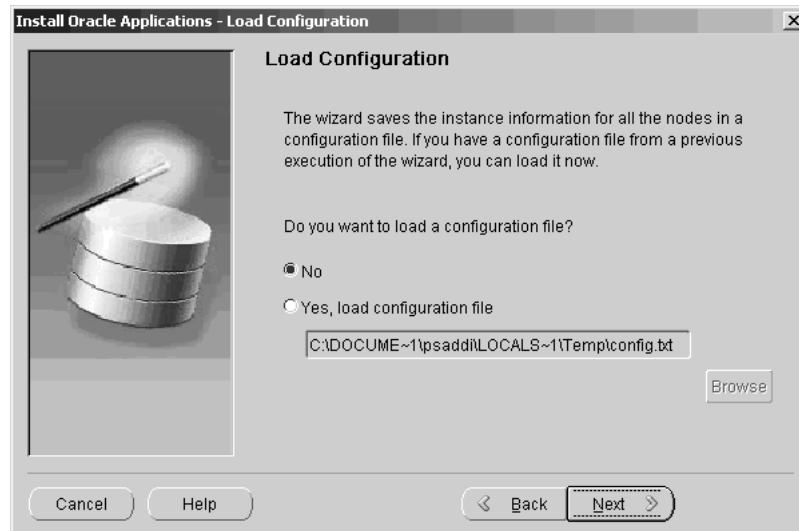 Install Oracle Applications - Load Configuration
Load Configuration
The wizard saves the instance information for all the nodes in a
configuration file. If you have a configuration file from a previous
execution of the wizard, you can load it now.
Do you want to load a configuration file?
No
Yes, load configuration file
C:\DOCUME~1\psaddi\LOCALS~1\Temp\config.txt
Browse
Cancel
Help
Back
Next